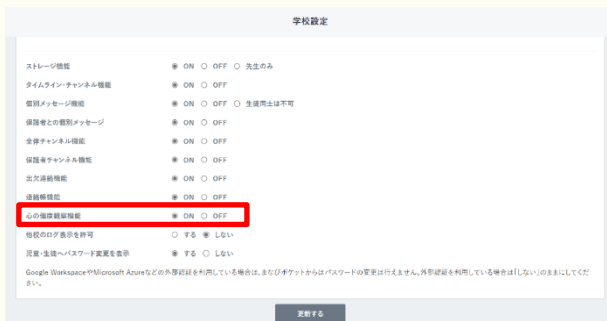 学校設定
ストレージ機能 ON OFF 先生のみ
タイムライン・チャンネル機能 ON OFF
個別メッセージ機能 ON OFF 生徒同士は不可
保護者との個別メッセージ ON OFF
全体チャンネル機能 ON OFF
保護者チャンネル機能 ON OFF
出欠連絡機能 ON OFF
連絡帳機能 ON OFF
心の健康観察機能 ON OFF
他校のログ表示を許可 する しない
児童・生徒へパスワード変更を表示 する しない
Google WorkspaceやMicrosoft Azureなどの外部認証を利用している場合は、まなびポケットからはパスワードの変更は行えません。外部認証を利用している場合は「しない」のままにしてくだ
さい。
更新する